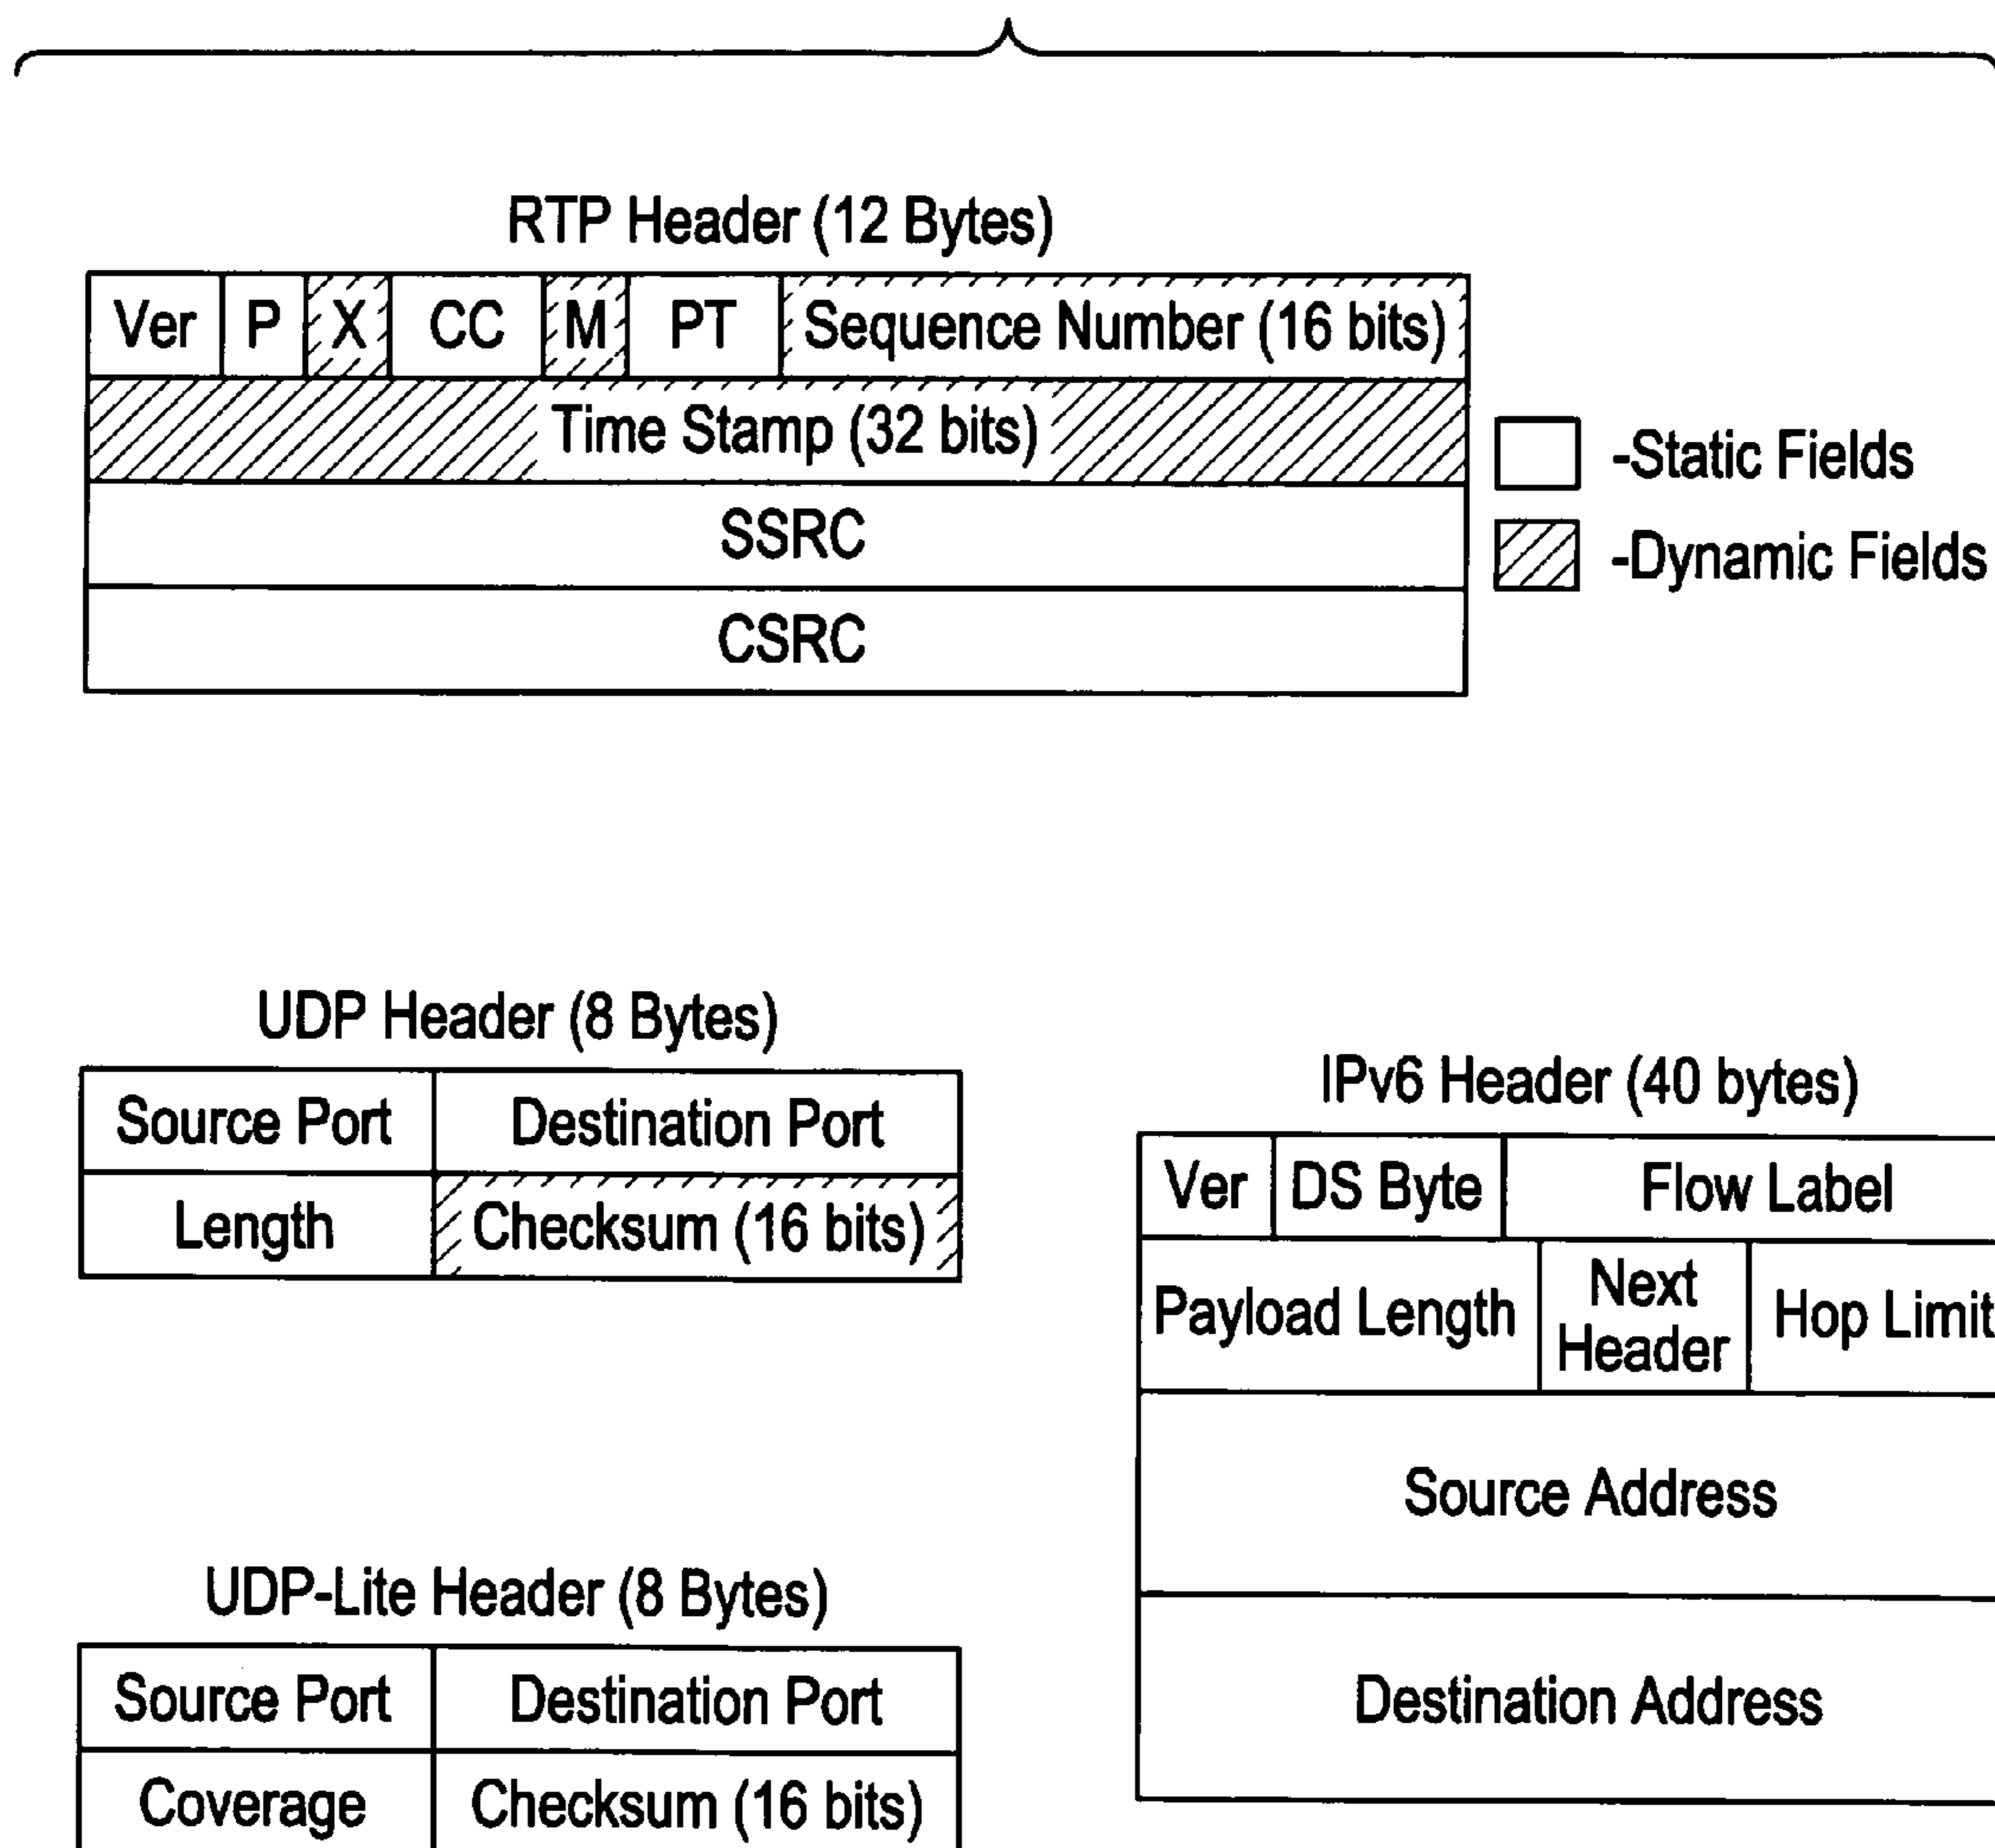 RTP Header (12 Bytes)
Ver P X CC M PT Sequence Number (16 bits)
Time Stamp (32 bits)
SSRC
CSRC
-Static Fields
-Dynamic Fields
UDP Header (8 Bytes)
Source Port Destination Port
Length Checksum (16 bits)
IPv6 Header (40 bytes)
Ver DS Byte Flow Label
Payload Length Next Header Hop Limit
Source Address
Destination Address
UDP-Lite Header (8 Bytes)
Source Port Destination Port
Coverage Checksum (16 bits)